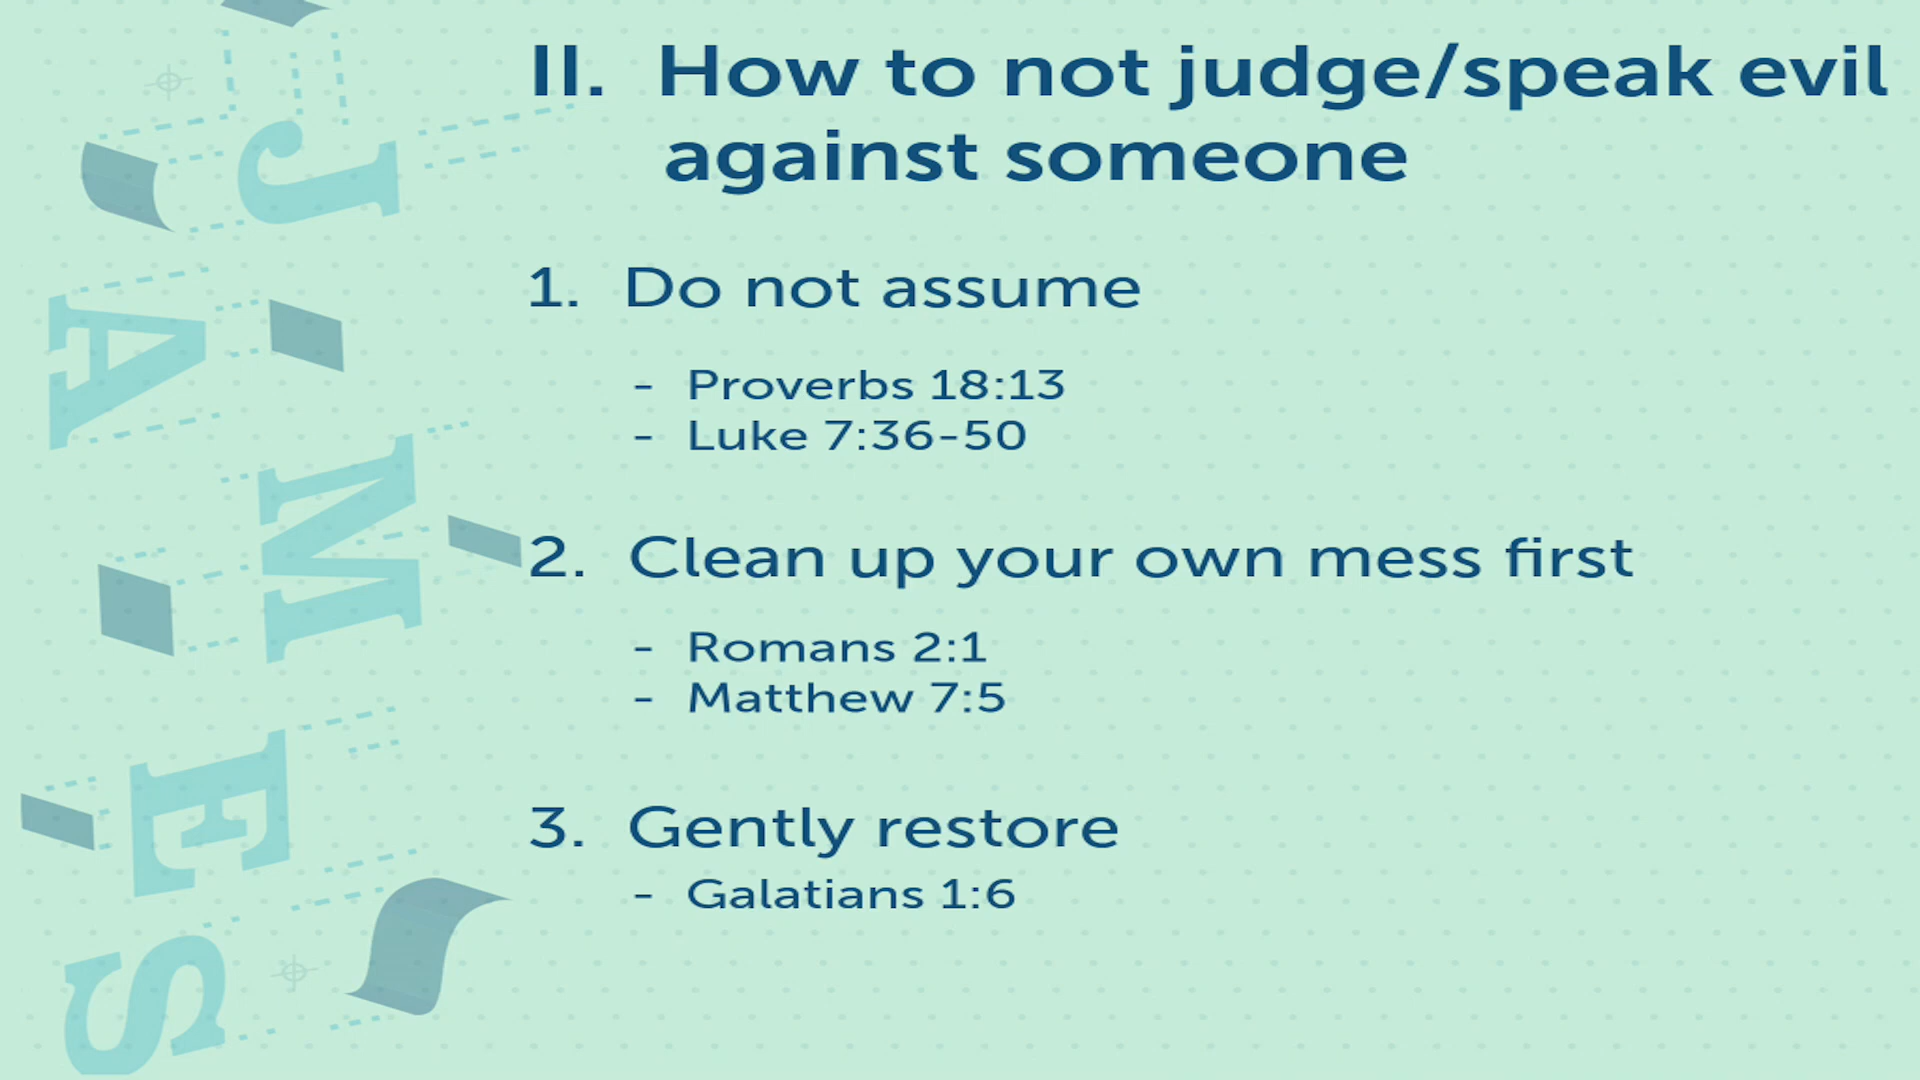 II. How to not judge/speak evil
against someone
1. Do not assume
- Proverbs 18:13
- Luke 7:36-50
2. Clean up your own mess first
- Romans 2:1
- Matthew 7:5
3. Gently restore
- Galatians 1:6
JAMES